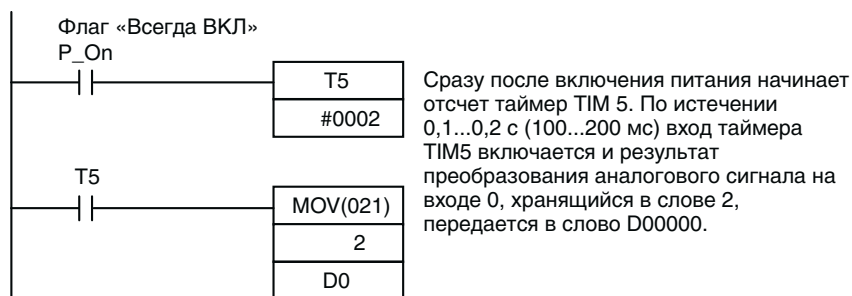 Флаг «Всегда ВКЛ»
P_On
T5
#0002
Сразу после включения питания начинает
отсчет таймер TIM 5. По истечении
0,1...0,2 с (100...200 мс) вход таймера
TIM5 включается и результат
преобразования аналогового сигнала на
входе 0, хранящийся в слове 2,
передается в слово D00000.
T5
MOV(021)
2
D0